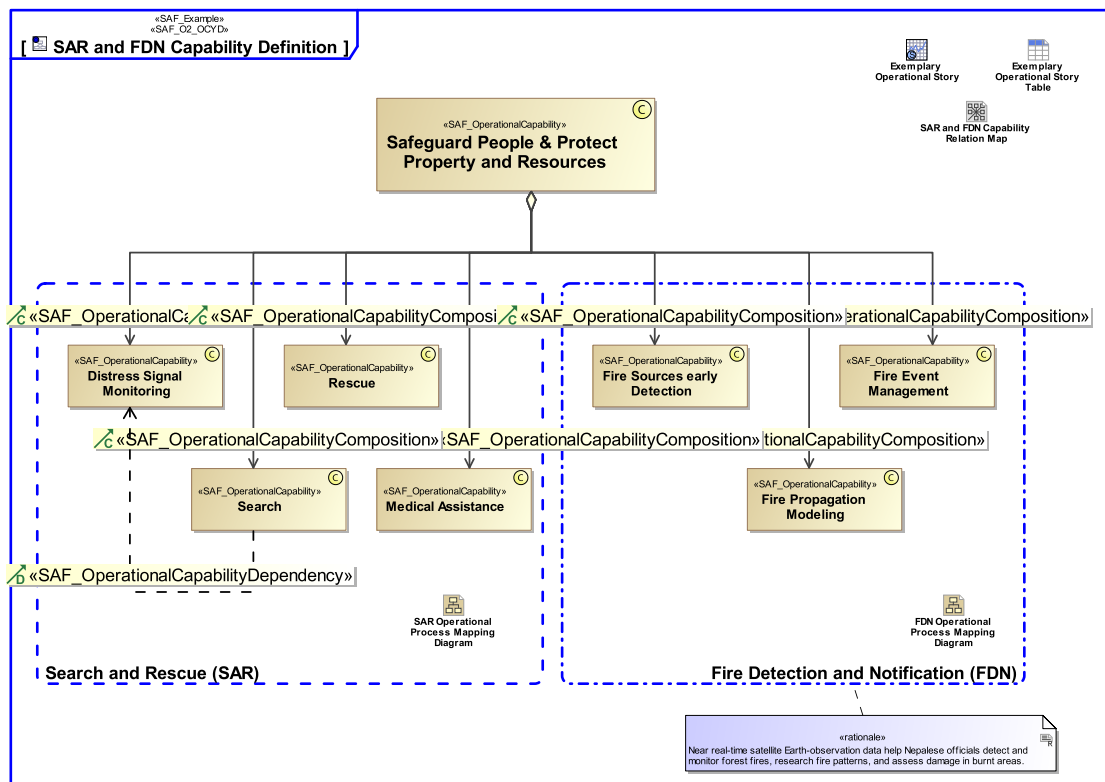 «SAF_Example»
«SAF_O2_OCYD»
[ SAR and FDN Capability Definition ]
Exemplary
Operational Story
Exemplary
Operational Story
Table
SAR and FDN Capability
Relation Map
C
«SAF_OperationalCapability»
Safeguard People & Protect
Property and Resources
C «SAF_OperationalCa
C «SAF_OperationalCapabilityComposi
C «SAF_OperationalCapabilityComposition»
erationalCapabilityComposition»
C
«SAF_OperationalCapability»
Distress Signal
Monitoring
C
«SAF_OperationalCapability»
Rescue
C
«SAF_OperationalCapability»
Fire Sources early
Detection
C
«SAF_OperationalCapability»
Fire Event
Management
C «SAF_OperationalCapabilityComposition»
‹SAF_OperationalCapabilityComposition»
tionalCapabilityComposition»
C
«SAF_OperationalCapability»
Search
C
«SAF_OperationalCapability»
Medical Assistance
C
«SAF_OperationalCapability»
Fire Propagation
Modeling
D «SAF_OperationalCapabilityDependency»
SAR Operational
Process Mapping
Diagram
FDN Operational
Process Mapping
Diagram
Search and Rescue (SAR)
Fire Detection and Notification (FDN)
«rationale»
R
Near real-time satellite Earth-observation data help Nepalese officials detect and
monitor forest fires, research fire patterns, and assess damage in burnt areas.